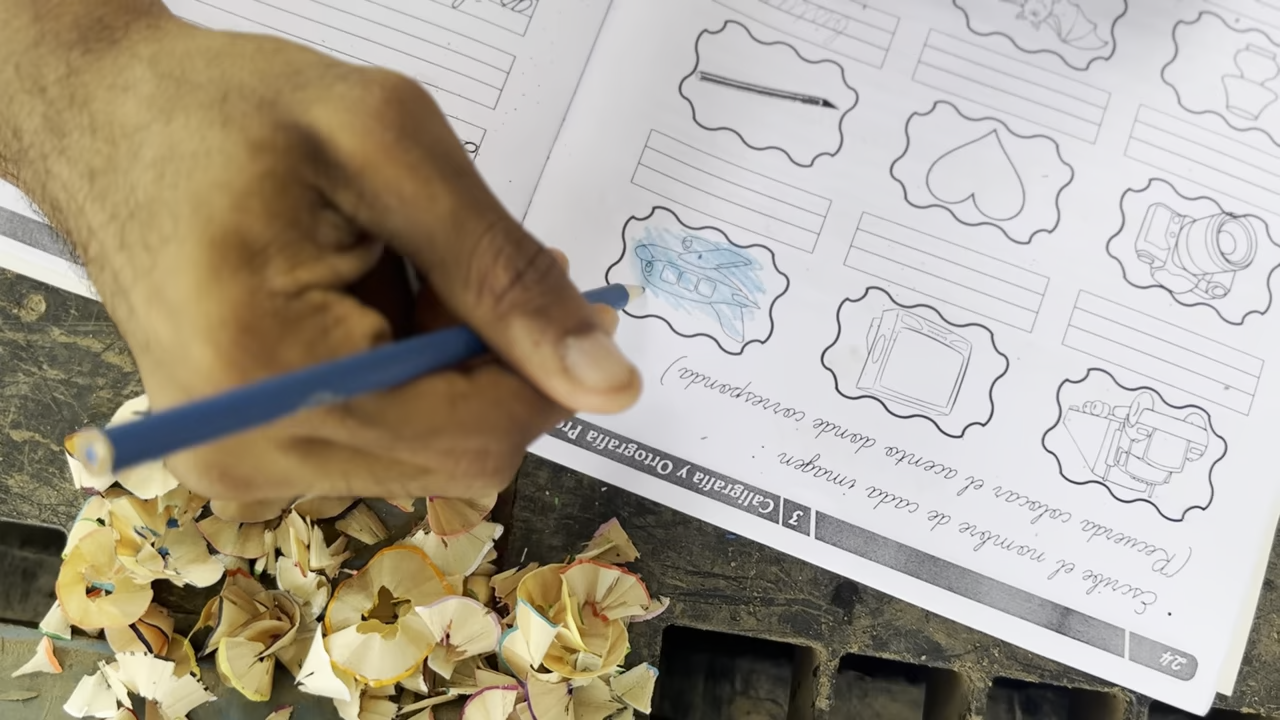 24
3 Caligrafía y Ortografía
Escribe el nombre de cada imagen
(Recuerda colocar el acento donde corresponda)